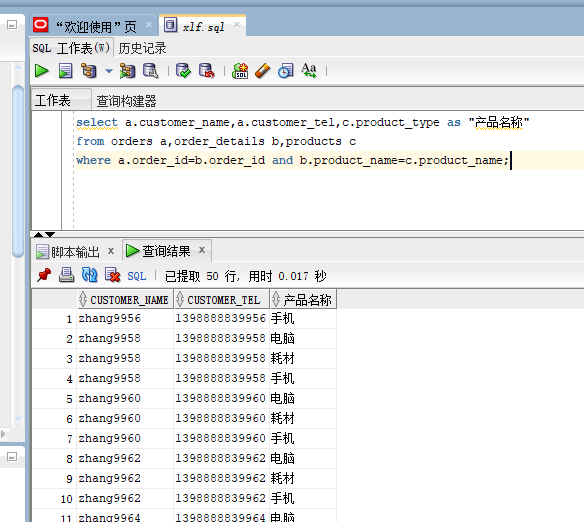 “欢迎使用”页 × xlf.sql ×
SQL 工作表(W) 历史记录
工作表 查询构建器
select a.customer_name,a.customer_tel,c.product_type as "产品名称"
from orders a,order_details b,products c
where a.order_id=b.order_id and b.product_name=c.product_name;
脚本输出 × 查询结果 ×
SQL 已提取 50 行, 用时 0.017 秒
CUSTOMER_NAME CUSTOMER_TEL 产品名称
1 zhang9956 1398888839956 手机
2 zhang9958 1398888839958 电脑
3 zhang9958 1398888839958 耗材
4 zhang9958 1398888839958 手机
5 zhang9960 1398888839960 电脑
6 zhang9960 1398888839960 耗材
7 zhang9960 1398888839960 手机
8 zhang9962 1398888839962 电脑
9 zhang9962 1398888839962 耗材
10 zhang9962 1398888839962 手机
11 zhang9964 1398888839964 电脑